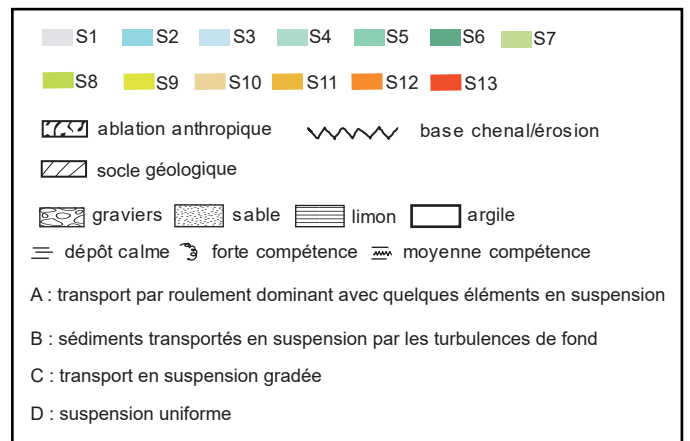 S1 S2 S3 S4 S5 S6 S7
S8 S9 S10 S11 S12 S13
ablation anthropique base chenal/érosion
socle géologique
graviers sable limon argile
dépôt calme forte compétence moyenne compétence
A : transport par roulement dominant avec quelques éléments en suspension
B : sédiments transportés en suspension par les turbulences de fond
C : transport en suspension gradée
D : suspension uniforme